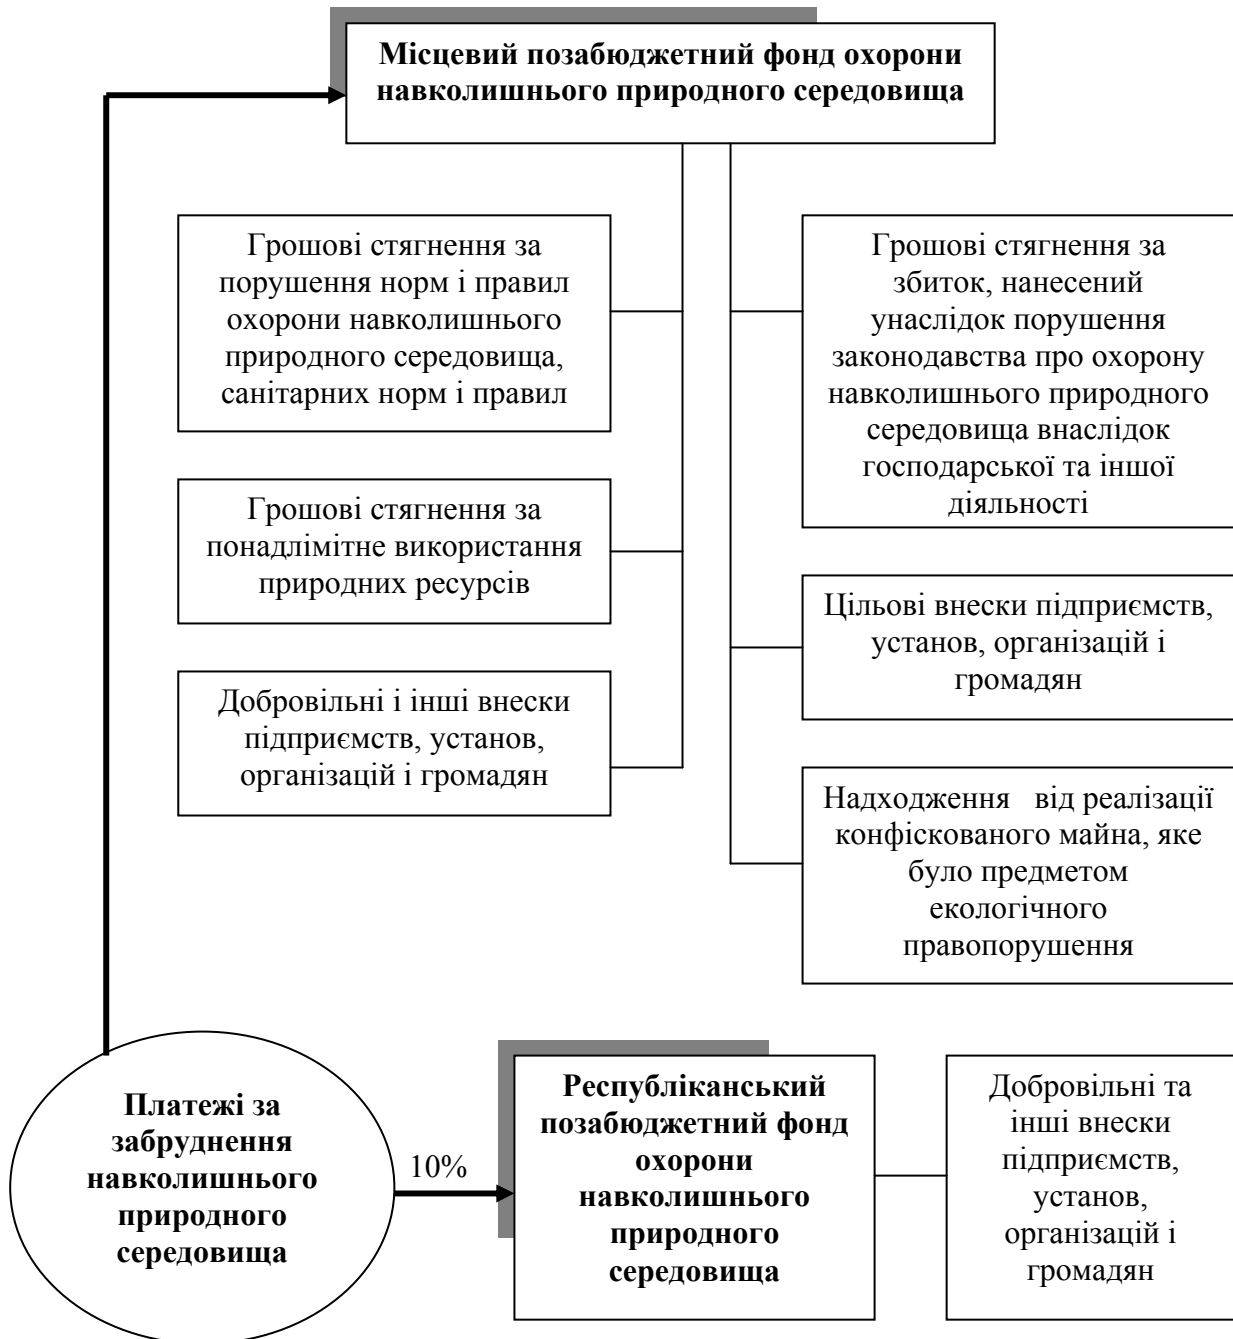 Місцевий позабюджетний фонд охорони
навколишнього природного середовища
Грошові стягнення за
порушення норм і правил
охорони навколишнього
природного середовища,
санітарних норм і правил
Грошові стягнення за
понадлімітне використання
природних ресурсів
Добровільні і інші внески
підприємств, установ,
організацій і громадян
Грошові стягнення за
збиток, нанесений
унаслідок порушення
законодавства про охорону
навколишнього природного
середовища внаслідок
господарської та іншої
діяльності
Цільові внески підприємств,
установ, організацій і
громадян
Надходження від реалізації
конфіскованого майна, яке
було предметом
екологічного
правопорушення
Платежі за
забруднення
навколишнього
природного
середовища
10%
Республіканський
позабюджетний фонд
охорони
навколишнього
природного
середовища
Добровільні та
інші внески
підприємств,
установ,
організацій і
громадян